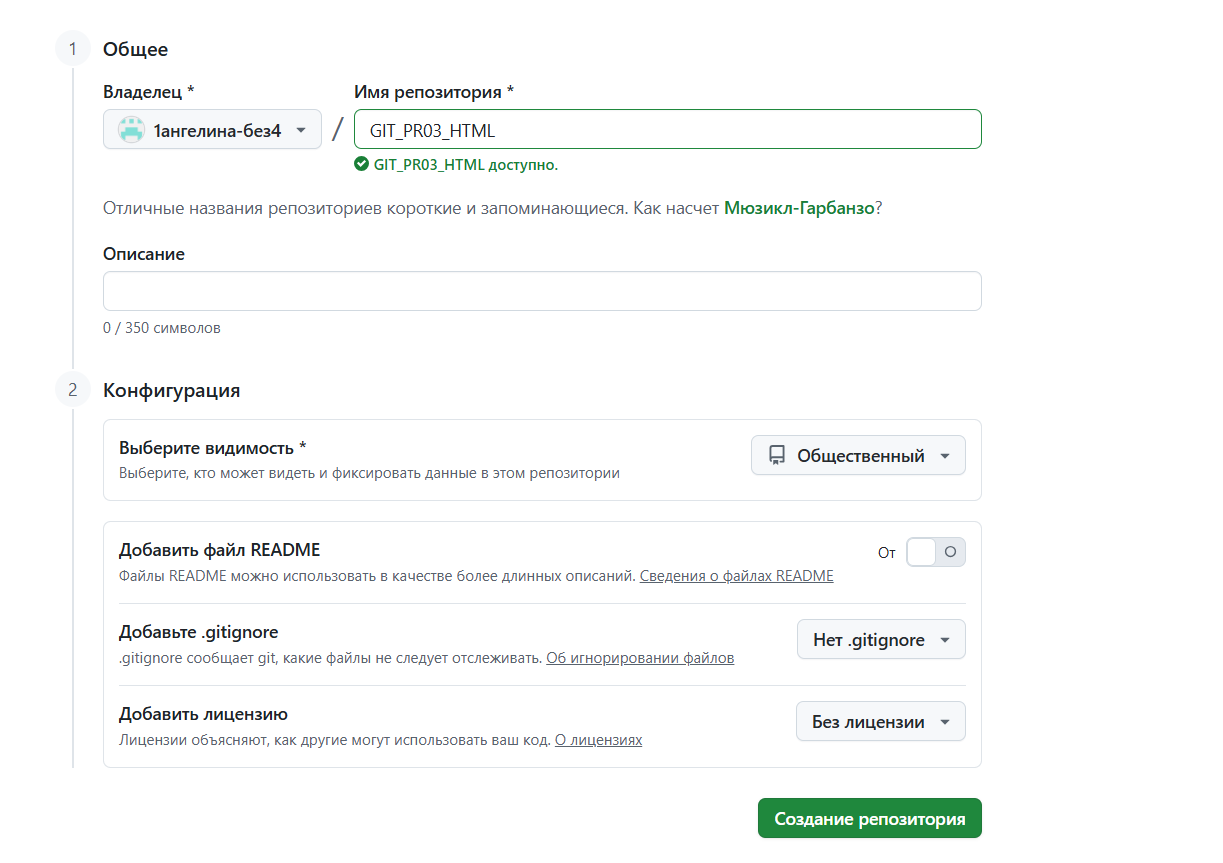 1 Общее
Владелец * Имя репозитория *
1ангелина-без4 / GIT_PR03_HTML
GIT_PR03_HTML доступно.
Отличные названия репозиториев короткие и запоминающиеся. Как насчет Мюзикл-Гарбанзо?
Описание
0 / 350 символов
2 Конфигурация
Выберите видимость *
Выберите, кто может видеть и фиксировать данные в этом репозитории
Общественный
Добавить файл README
От
Файлы README можно использовать в качестве более длинных описаний. Сведения о файлах README
Добавьте .gitignore
.gitignore сообщает git, какие файлы не следует отслеживать. Об игнорировании файлов
Нет .gitignore
Добавить лицензию
Лицензии объясняют, как другие могут использовать ваш код. О лицензиях
Без лицензии
Создание репозитория